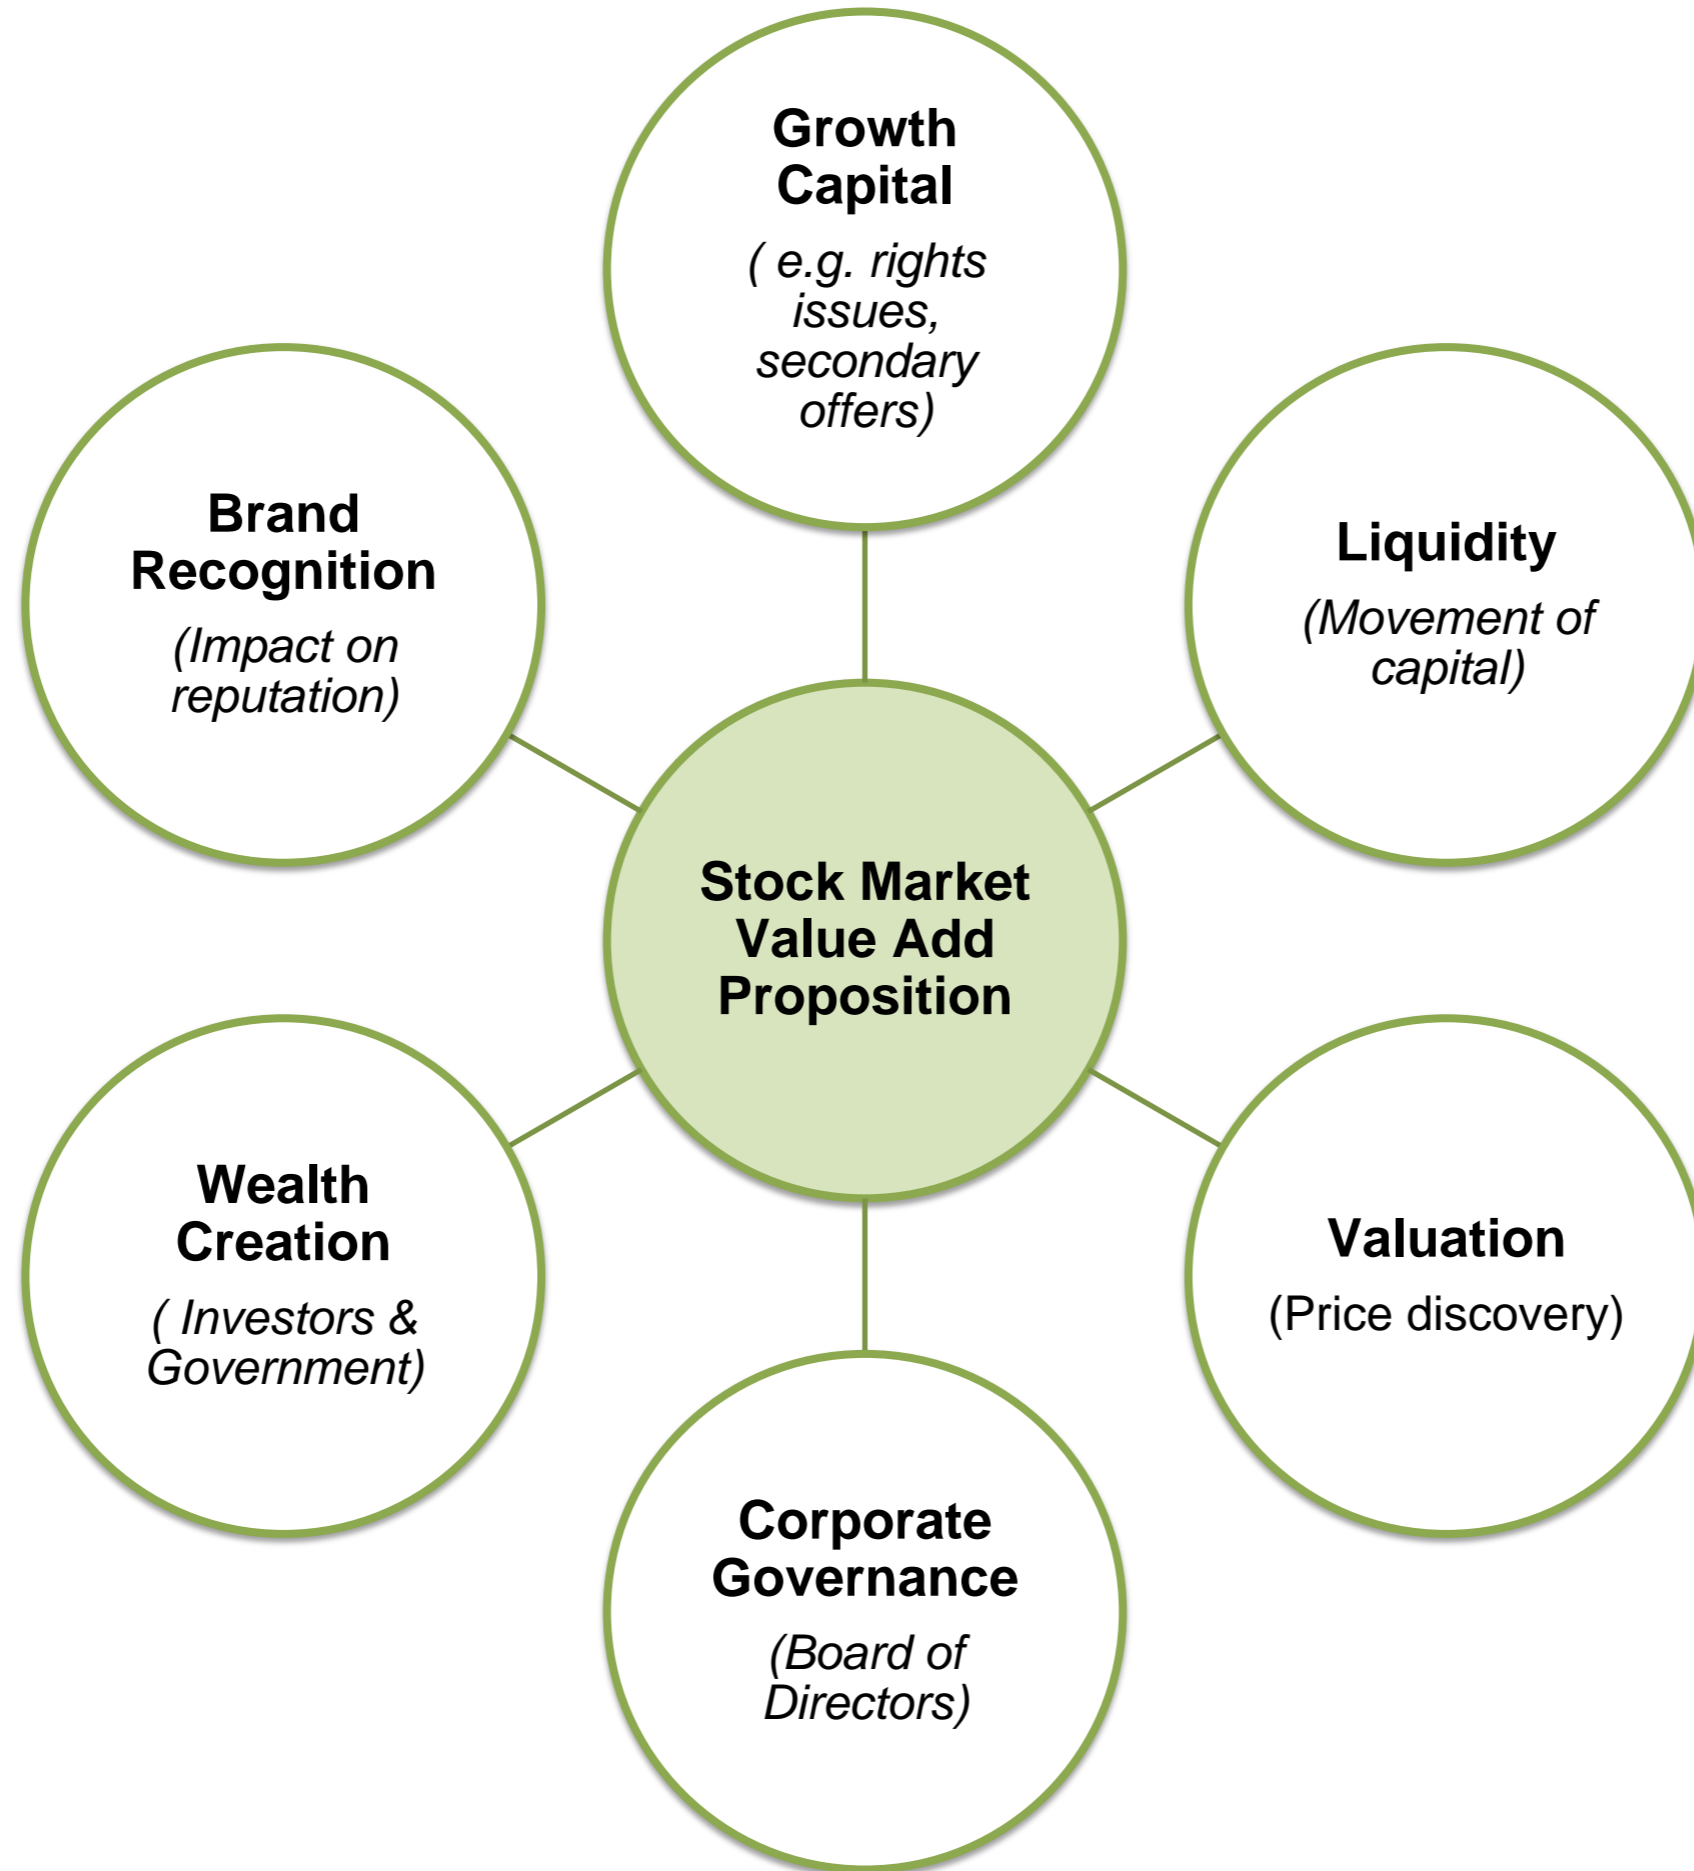 Growth
Capital
( e.g. rights
issues,
secondary
offers)
Brand
Recognition
(Impact on
reputation)
Liquidity
(Movement of
capital)
Stock Market
Value Add
Proposition
Wealth
Creation
( Investors &
Government)
Valuation
(Price discovery)
Corporate
Governance
(Board of
Directors)